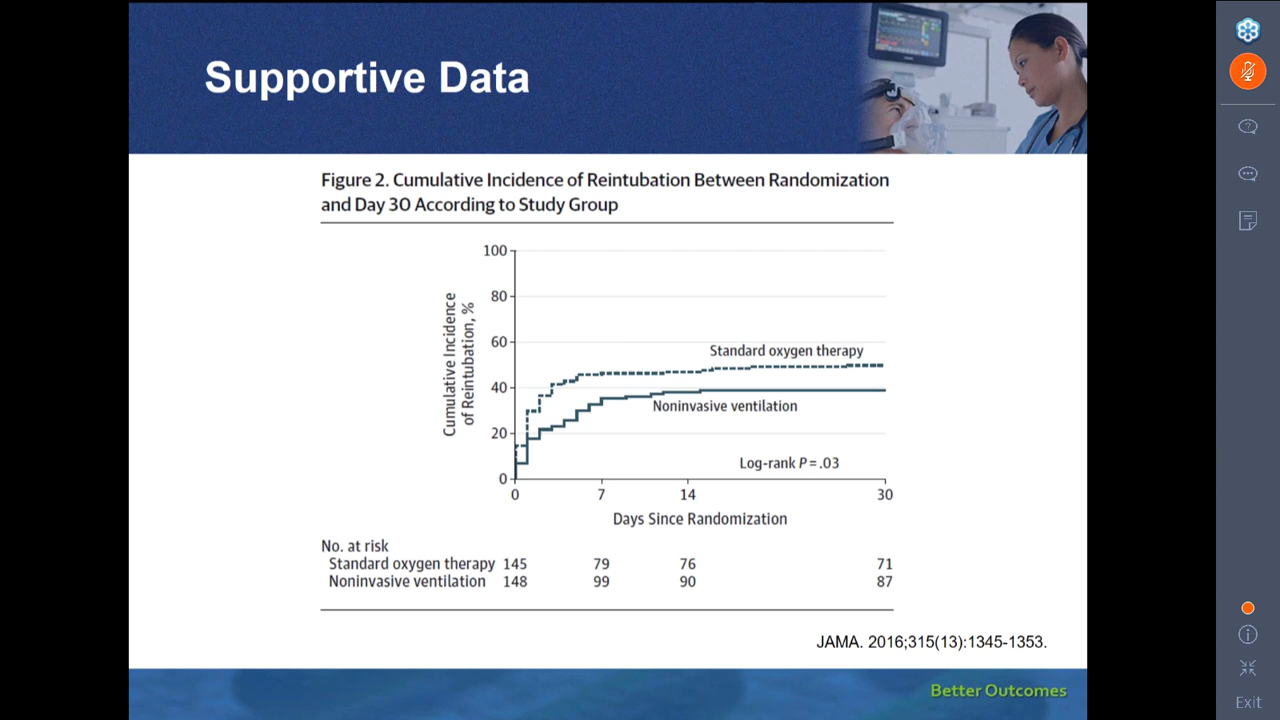 Supportive Data
Figure 2. Cumulative Incidence of Reintubation Between Randomization
and Day 30 According to Study Group
Cumulative Incidence
of Reintubation, %
100
80
60
40
20
0
Standard oxygen therapy
Noninvasive ventilation
Log-rank P = .03
0 7 14 30
Days Since Randomization
No. at risk
Standard oxygen therapy 145 79 76 71
Noninvasive ventilation 148 99 90 87
JAMA. 2016;315(13):1345-1353.
Better Outcomes
Exit